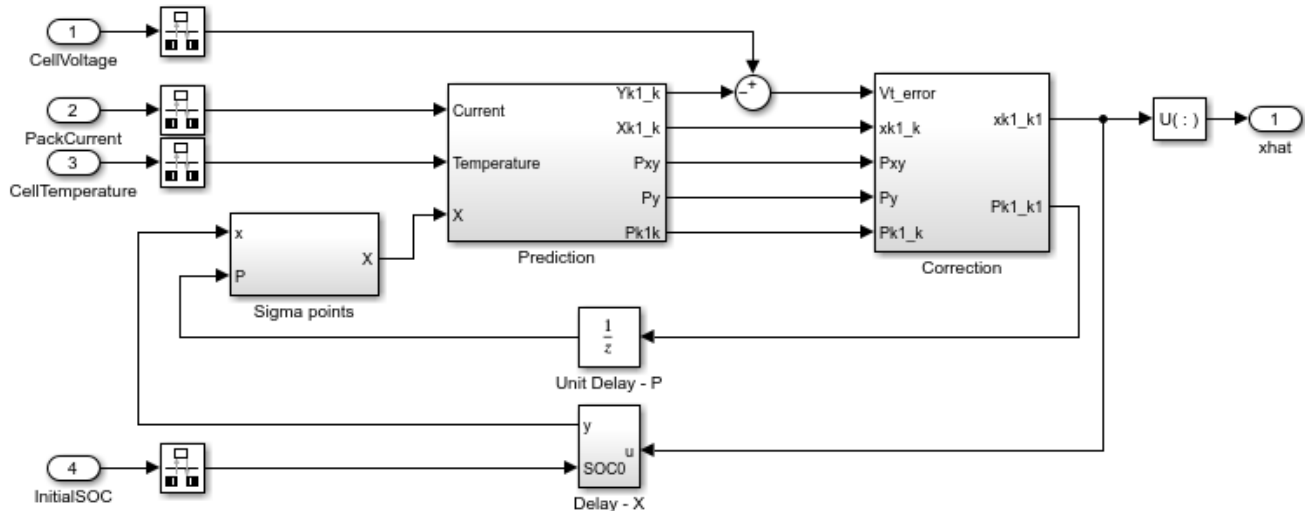 1
CellVoltage
2
PackCurrent
3
CellTemperature
Current
Temperature
X
Yk1_k
Xk1_k
Pxy
Py
Pk1k
Prediction
+
−
Vt_error
xk1_k
Pxy
Py
Pk1_k
xk1_k1
Pk1_k1
Correction
U( : )
1
xhat
x
P
X
Sigma points
1
z
Unit Delay - P
y
u
SOC0
Delay - X
4
InitialSOC